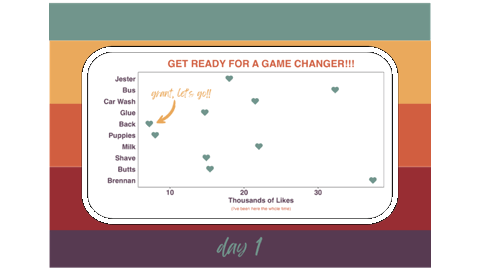 GET READY FOR A GAME CHANGER!!!
Jester
Bus
Car Wash
Glue
Back
Puppies
Milk
Shave
Butts
Brennan
grant, let's go!!
10 20 30
Thousands of Likes
(I've been here the whole time)
day 1